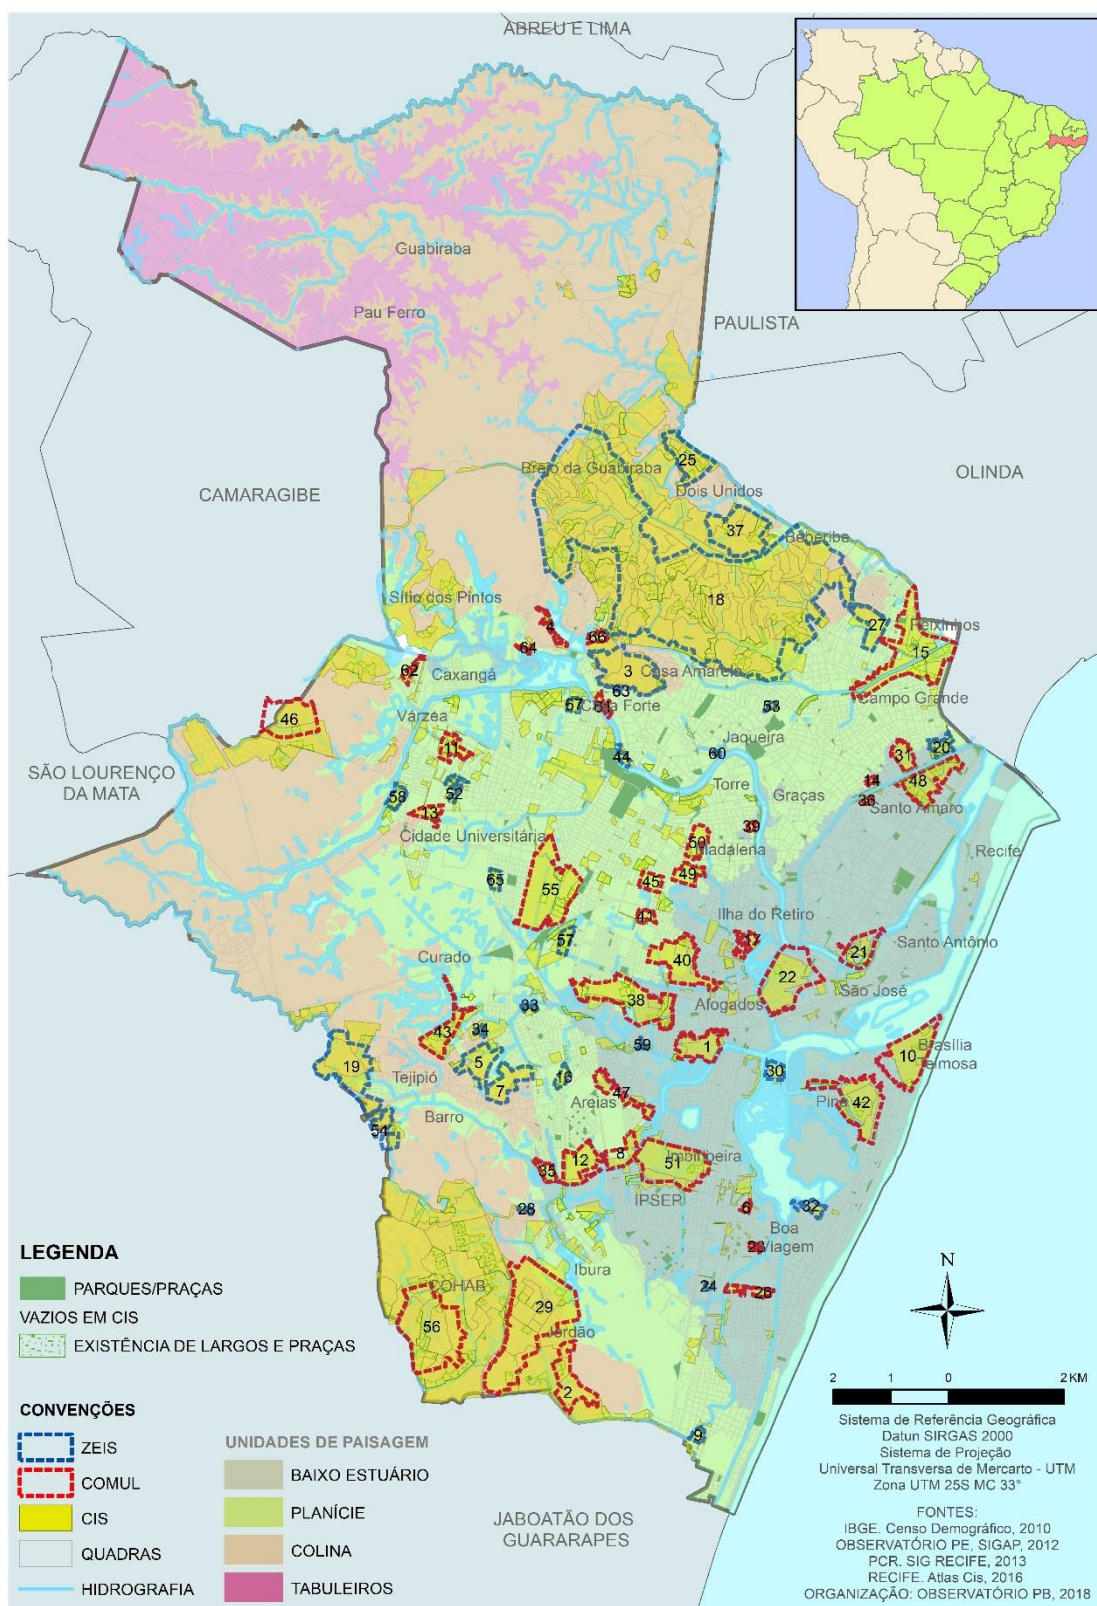 ABREU E LIMA
Guabiraba
Pau Ferro
PAULISTA
CAMARAGIBE
OLINDA
Brejo da Guabiraba
25
Dois Unidos
37
Beberibe
18
Sítio dos Pintos
4
66
64
27
Peixinhos
15
62
Caxangá
3
Casa Amarela
63
67
Casa Forte
53
Campo Grande
46
Várzea
11
44
60
Jaqueira
31
20
SÃO LOURENÇO
DA MATA
58
52
Torre
Graças
14
48
36
Santo Amaro
13
Cidade Universitária
39
50
Madalena
Recife
65
55
45
49
41
Ilha do Retiro
57
17
Santo Antônio
21
Curado
40
22
38
Afogados
São José
33
43
34
59
1
Brasília
Teimosa
10
19
Tejipió
5
7
16
30
47
Areias
Pina
42
Barro
54
35
12
8
Imbiribeira
51
IPSEP
28
6
32
Boa
Viagem
23
Ibura
24
26
COHAB
29
56
Jordão
2
9
JABOATÃO DOS
GUARARAPES
LEGENDA
PARQUES/PRAÇAS
VAZIOS EM CIS
EXISTÊNCIA DE LARGOS E PRAÇAS
CONVENÇÕES
ZEIS
COMUL
CIS
QUADRAS
HIDROGRAFIA
UNIDADES DE PAISAGEM
BAIXO ESTUÁRIO
PLANÍCIE
COLINA
TABULEIROS
N
2 1 0 2 KM
Sistema de Referência Geográfica
Datun SIRGAS 2000
Sistema de Projeção
Universal Transversa de Mercarto - UTM
Zona UTM 25S MC 33°
FONTES:
IBGE. Censo Demográfico, 2010
OBSERVATÓRIO PE, SIGAP, 2012
PCR. SIG RECIFE, 2013
RECIFE. Atlas Cis, 2016
ORGANIZAÇÃO: OBSERVATÓRIO PB, 2018